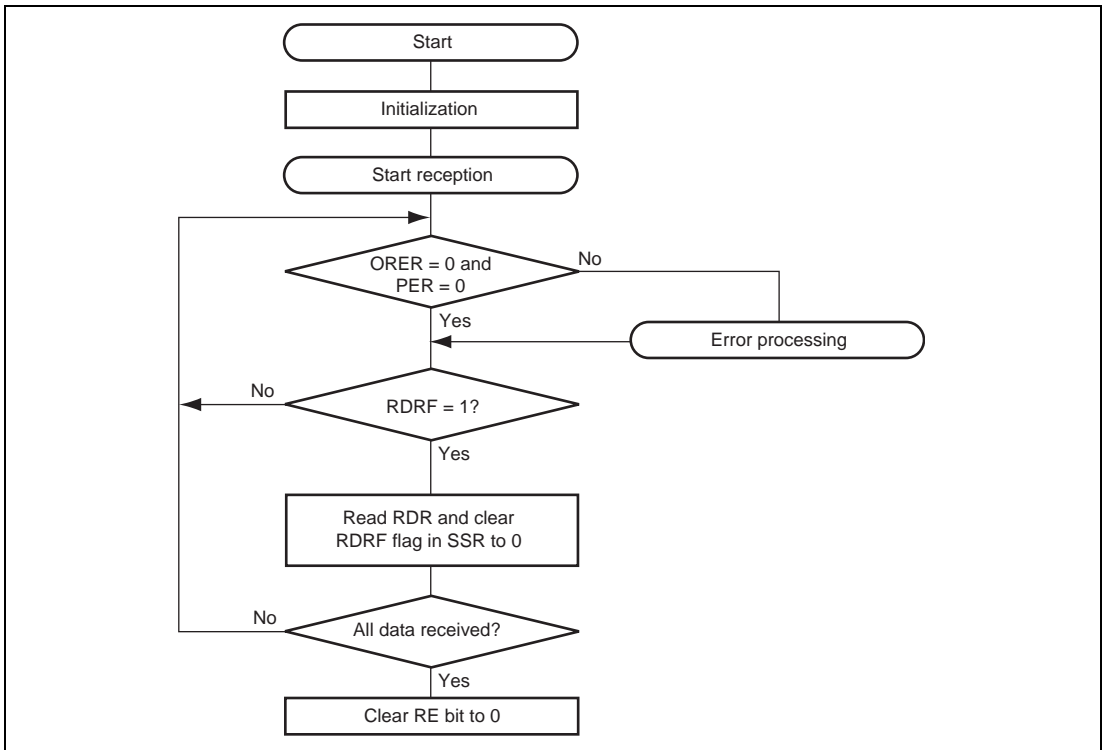 Start
Initialization
Start reception
ORER = 0 and
PER = 0
No
Yes
Error processing
No
RDRF = 1?
Yes
Read RDR and clear
RDRF flag in SSR to 0
No
All data received?
Yes
Clear RE bit to 0